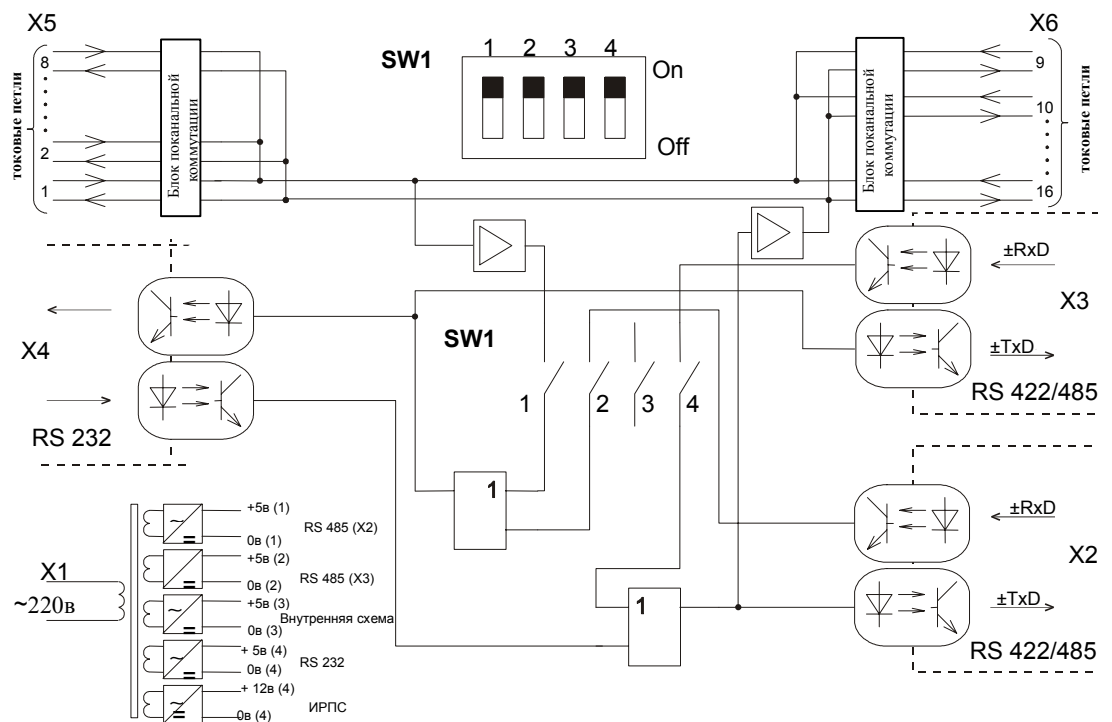 X5
X6
токовые петли
8
2
1
Блок поканальной
коммутации
SW1
1 2 3 4
On
Off
Блок поканальной
коммутации
9
10
16
токовые петли
X4
RS 232
SW1
1
2
3
4
±RxD
X3
±TxD
RS 422/485
1
±RxD
X2
1
±TxD
RS 422/485
X1
~220в
+5в (1)
RS 485 (X2)
0в (1)
+5в (2)
RS 485 (X3)
0в (2)
+5в (3)
Внутренняя схема
0в (3)
+ 5в (4)
RS 232
0в (4)
+ 12в (4)
ИРПС
0в (4)